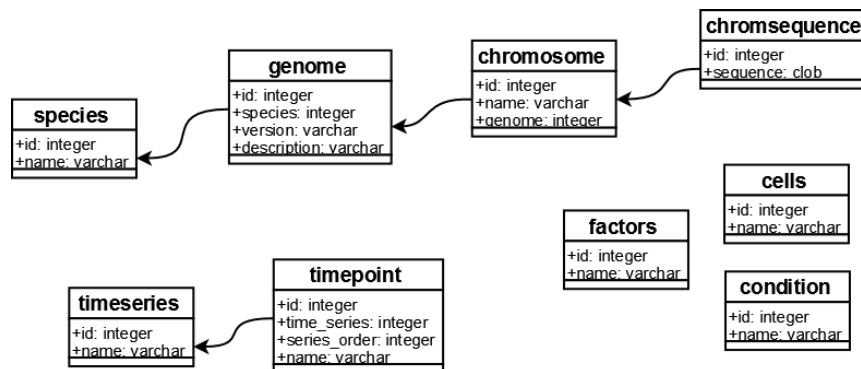 species
+id: integer
+name: varchar
genome
+id: integer
+species: integer
+version: varchar
+description: varchar
chromosome
+id: integer
+name: varchar
+genome: integer
chromsequence
+id: integer
+sequence: clob
timeseries
+id: integer
+name: varchar
timepoint
+id: integer
+time_series: integer
+series_order: integer
+name: varchar
factors
+id: integer
+name: varchar
cells
+id: integer
+name: varchar
condition
+id: integer
+name: varchar